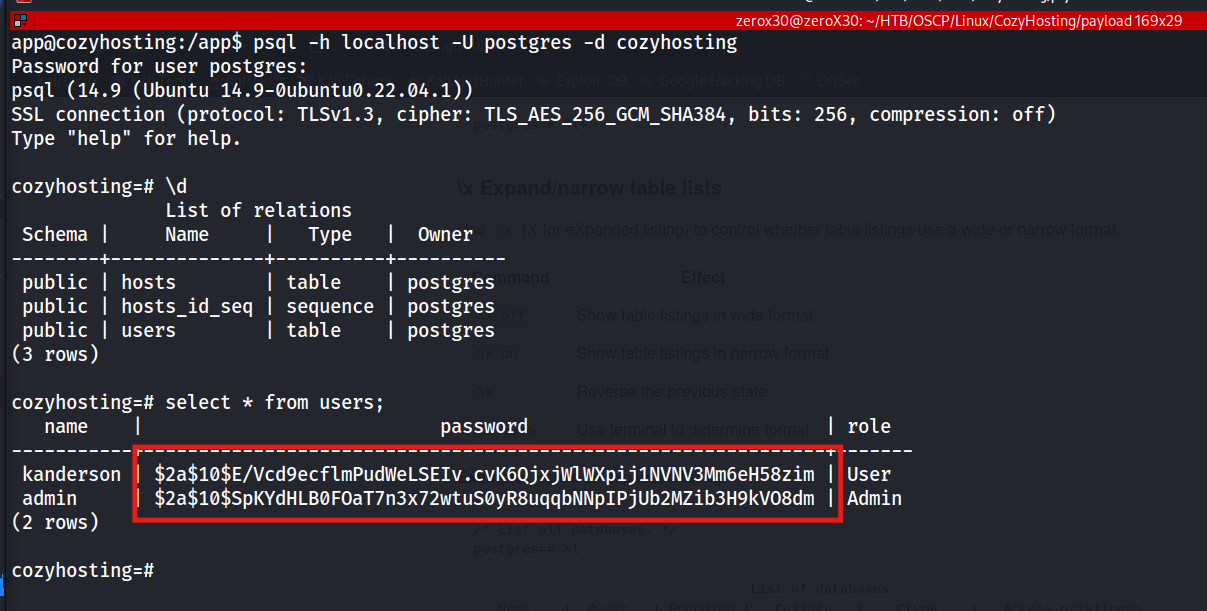 zerox30@zeroX30: ~/HTB/OSCP/Linux/CozyHosting/payload 169x29
app@cozyhosting:/app$ psql -h localhost -U postgres -d cozyhosting
Password for user postgres:
Hunter Exploit-DB Google Hacking DB OffSec
psql (14.9 (Ubuntu 14.9-0ubuntu0.22.04.1))
SSL connection (protocol: TLSv1.3, cipher: TLS_AES_256_GCM_SHA384, bits: 256, compression: off)
Type "help" for help.
cozyhosting=# \d
\x Expand/narrow table lists
List of relations
Schema | Name | Type | Owner
\x (X for eXpanded listing) to control whether table listings use a wide or narrow format.
--------+--------------+----------+----------
Command Effect
public | hosts | table | postgres
public | hosts_id_seq | sequence | postgres
off Show table listings in wide format
public | users | table | postgres
(3 rows)
\x on Show table listings in narrow format
\x Reverse the previous state
cozyhosting=# select * from users;
name | password | role
Use terminal to determine format
-----------+--------------------------------------------------------------+-------
kanderson | $2a$10$E/Vcd9ecflmPudWeLSEIv.cvK6QjxjWlWXpij1NVNV3Mm6eH58zim | User
admin | $2a$10$SpKYdHLB0FOaT7n3x72wtuS0yR8uqqbNNpIPjUb2MZib3H9kVO8dm | Admin
(2 rows)
/* List all databases. */
postgres=# \l
cozyhosting=#
List of databases
Name | Owner | Encoding | Collate | Ctype | Access privileges